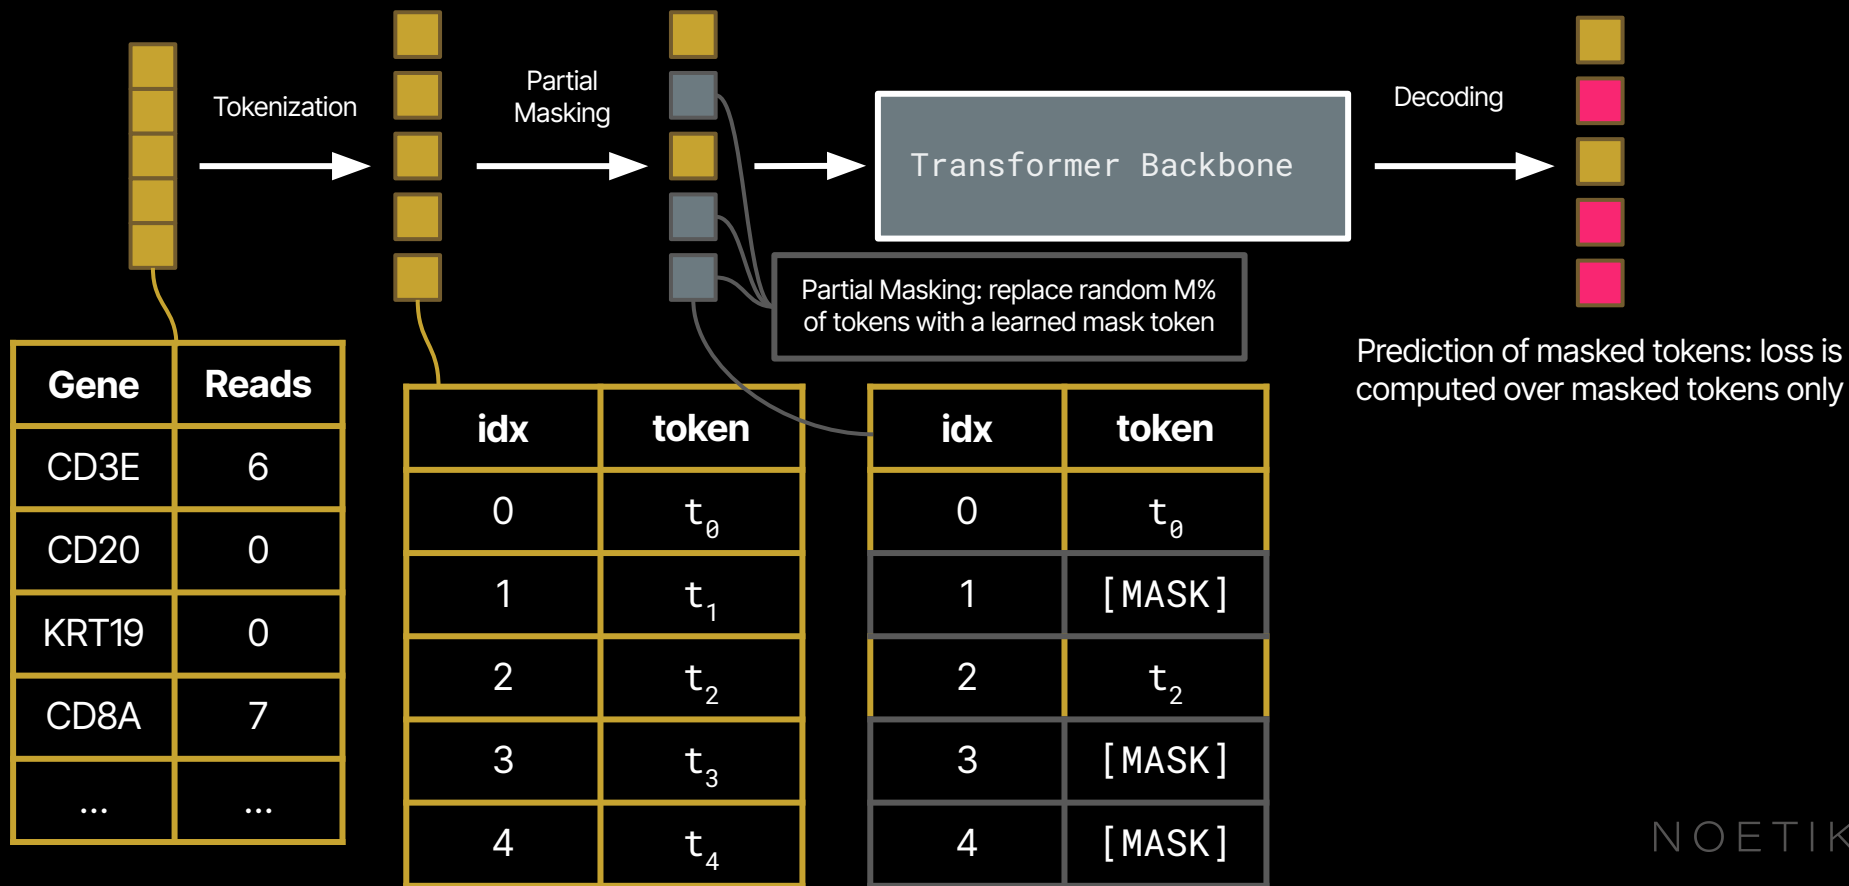 Tokenization
Partial
Masking
Transformer Backbone
Decoding
Partial Masking: replace random M%
of tokens with a learned mask token
Prediction of masked tokens: loss is
computed over masked tokens only
Gene Reads
CD3E 6
CD20 0
KRT19 0
CD8A 7
... ...
idx token
0 t₀
1 t₁
2 t₂
3 t₃
4 t₄
idx token
0 t₀
1 [MASK]
2 t₂
3 [MASK]
4 [MASK]
NOETIK